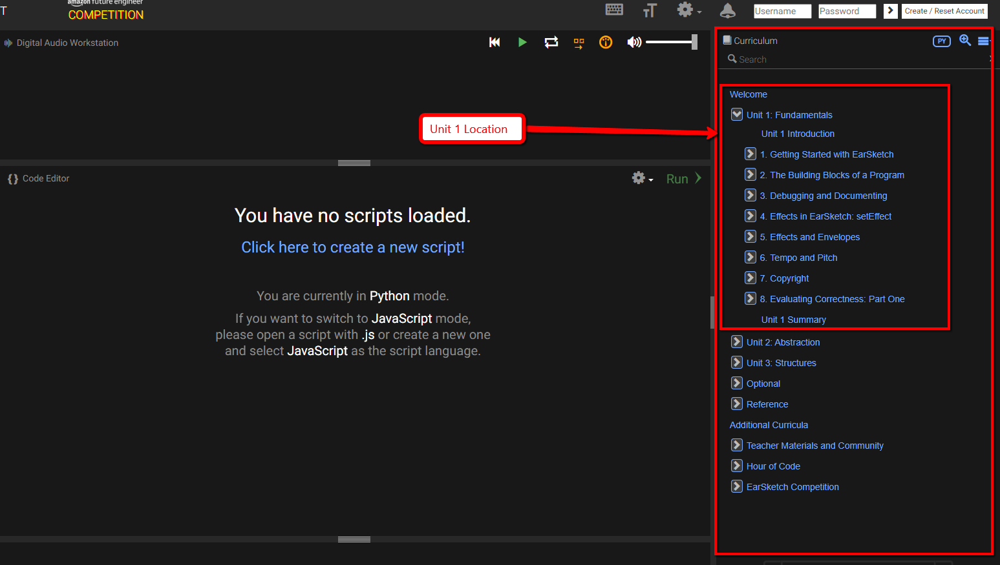 T
amazon future engineer
COMPETITION
Username
Password
Create / Reset Account
Digital Audio Workstation
Curriculum
PY
Search
Unit 1 Location
Welcome
Unit 1: Fundamentals
Unit 1 Introduction
1. Getting Started with EarSketch
2. The Building Blocks of a Program
3. Debugging and Documenting
4. Effects in EarSketch: setEffect
5. Effects and Envelopes
6. Tempo and Pitch
7. Copyright
8. Evaluating Correctness: Part One
Unit 1 Summary
Unit 2: Abstraction
Unit 3: Structures
Optional
Reference
Additional Curricula
Teacher Materials and Community
Hour of Code
EarSketch Competition
{} Code Editor
Run
You have no scripts loaded.
Click here to create a new script!
You are currently in Python mode.
If you want to switch to JavaScript mode,
please open a script with .js or create a new one
and select JavaScript as the script language.